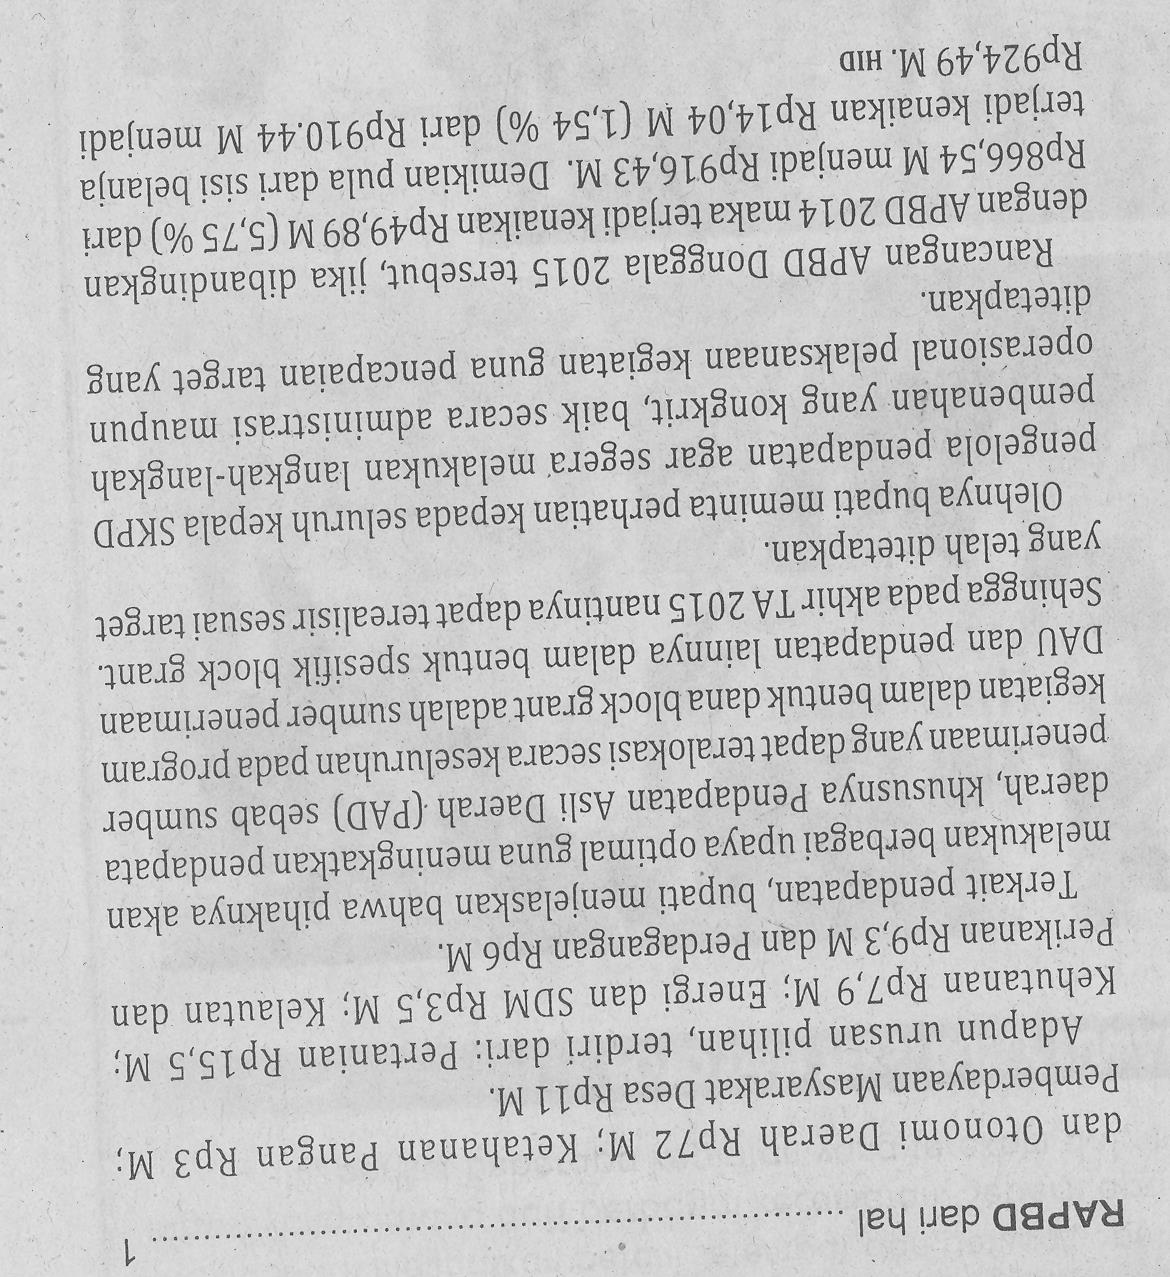 RAPBD dari hal ........................................................ 1
dan Otonomi Daerah Rp72 M; Ketahanan Pangan Rp3 M;
Pemberdayaan Masyarakat Desa Rp11 M.
Adapun urusan pilihan, terdiri dari: Pertanian Rp15,5 M;
Kehutanan Rp7,9 M; Energi dan SDM Rp3,5 M; Kelautan dan
Perikanan Rp9,3 M dan Perdagangan Rp6 M.
Terkait pendapatan, bupati menjelaskan bahwa pihaknya akan
melakukan berbagai upaya optimal guna meningkatkan pendapata
daerah, khususnya Pendapatan Asli Daerah (PAD) sebab sumber
penerimaan yang dapat teralokasi secara keseluruhan pada program
kegiatan dalam bentuk dana block grant adalah sumber penerimaan
DAU dan pendapatan lainnya dalam bentuk spesifik block grant.
Sehingga pada akhir TA 2015 nantinya dapat terealisir sesuai target
yang telah ditetapkan.
Olehnya bupati meminta perhatian kepada seluruh kepala SKPD
pengelola pendapatan agar segera melakukan langkah-langkah
pembenahan yang kongkrit, baik secara administrasi maupun
operasional pelaksanaan kegiatan guna pencapaian target yang
ditetapkan.
Rancangan APBD Donggala 2015 tersebut, jika dibandingkan
dengan APBD 2014 maka terjadi kenaikan Rp49,89 M (5,75 %) dari
Rp866,54 M menjadi Rp916,43 M. Demikian pula dari sisi belanja
terjadi kenaikan Rp14,04 M (1,54 %) dari Rp910.44 M menjadi
Rp924,49 M. HID